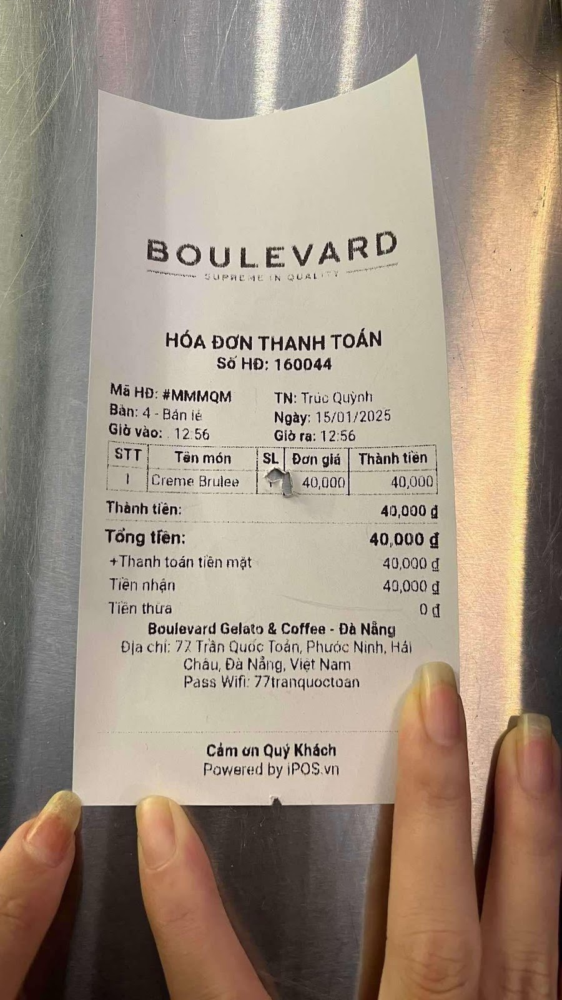 BOULEVARD
SUPREME IN QUALITY
HÓA ĐƠN THANH TOÁN
Số HĐ: 160044
Mã HĐ: #MMMQM TN: Trúc Quỳnh
Bàn: 4 - Bán lẻ Ngày: 15/01/2025
Giờ vào: 12:56 Giờ ra: 12:56
STT Tên món SL Đơn giá Thành tiền
1 Creme Brulee 40,000 40,000
Thành tiền: 40,000 đ
Tổng tiền: 40,000 đ
+Thanh toán tiền mặt 40,000 đ
Tiền nhận 40,000 đ
Tiền thừa 0 đ
Boulevard Gelato & Coffee - Đà Nẵng
Địa chỉ: 77 Trần Quốc Toản, Phước Ninh, Hải
Châu, Đà Nẵng, Việt Nam
Pass Wifi: 77tranquoctoan
Cảm ơn Quý Khách
Powered by iPOS.vn